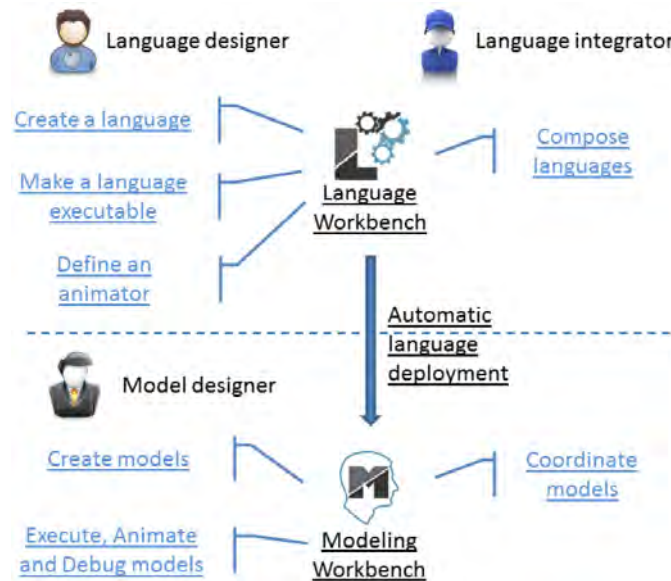 Language designer
Language integrator
Create a language
Make a language
executable
Define an
animator
L
Language
Workbench
Compose
languages
Automatic
language
deployment
Model designer
Create models
Execute, Animate
and Debug models
M
Modeling
Workbench
Coordinate
models